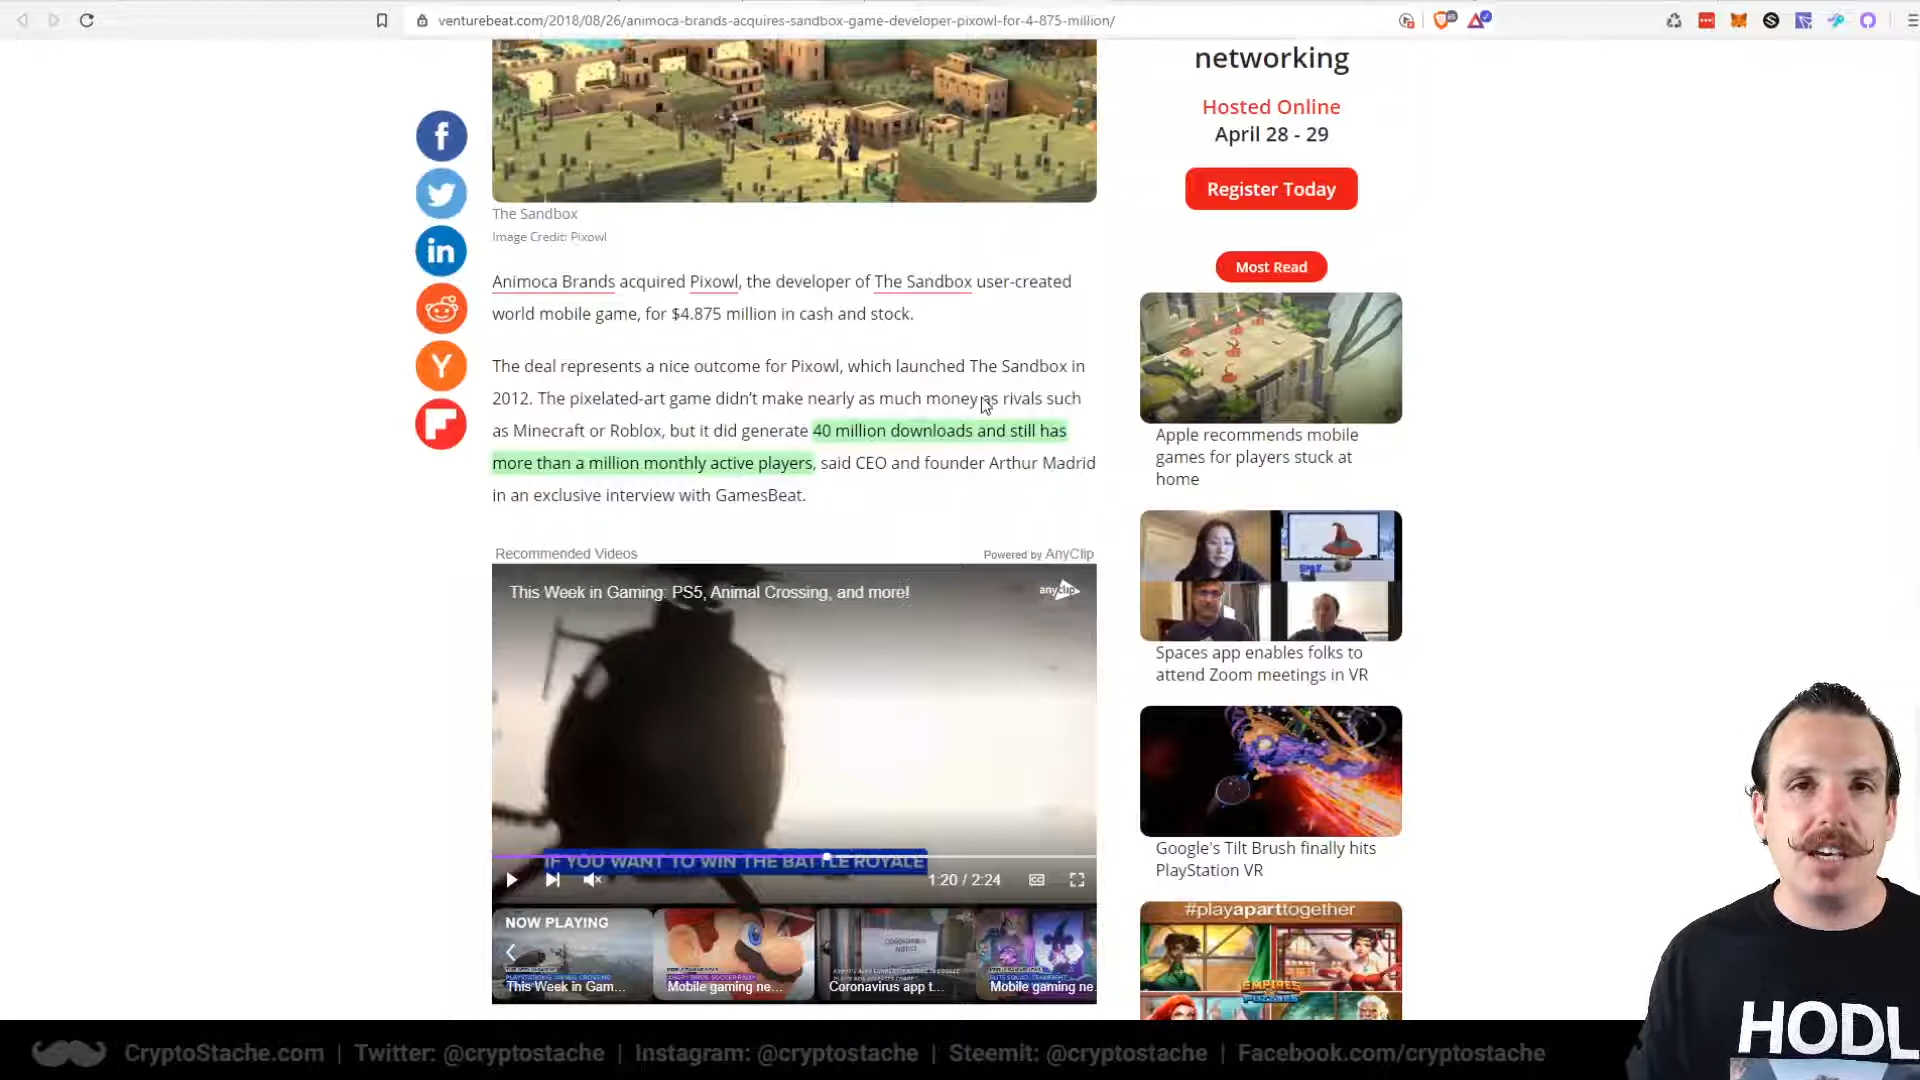 venturebeat.com/2018/08/26/animoca-brands-acquires-sandbox-game-developer-pixowl-for-4-875-million/
networking
Hosted Online
April 28 - 29
Register Today
The Sandbox
Image Credit: Pixowl
Most Read
Animoca Brands acquired Pixowl, the developer of The Sandbox user-created
world mobile game, for $4.875 million in cash and stock.
The deal represents a nice outcome for Pixowl, which launched The Sandbox in
2012. The pixelated-art game didn't make nearly as much money as rivals such
as Minecraft or Roblox, but it did generate 40 million downloads and still has
more than a million monthly active players, said CEO and founder Arthur Madrid
in an exclusive interview with GamesBeat.
Apple recommends mobile
games for players stuck at
home
Recommended Videos
Powered by AnyClip
This Week in Gaming: PS5, Animal Crossing, and more!
anyclip
IF YOU WANT TO WIN THE BATTLE ROYALE
1:20 / 2:24
Spaces app enables folks to
attend Zoom meetings in VR
Google's Tilt Brush finally hits
PlayStation VR
NOW PLAYING
This Week in Gam...
Mobile gaming ne...
Coronavirus app t...
Mobile gaming ne
#playaparttogether
EMPIRES
PUZZLES
HODL
CryptoStache.com | Twitter: @cryptostache | Instagram: @cryptostache | Steemit: @cryptostache | Facebook.com/cryptostache